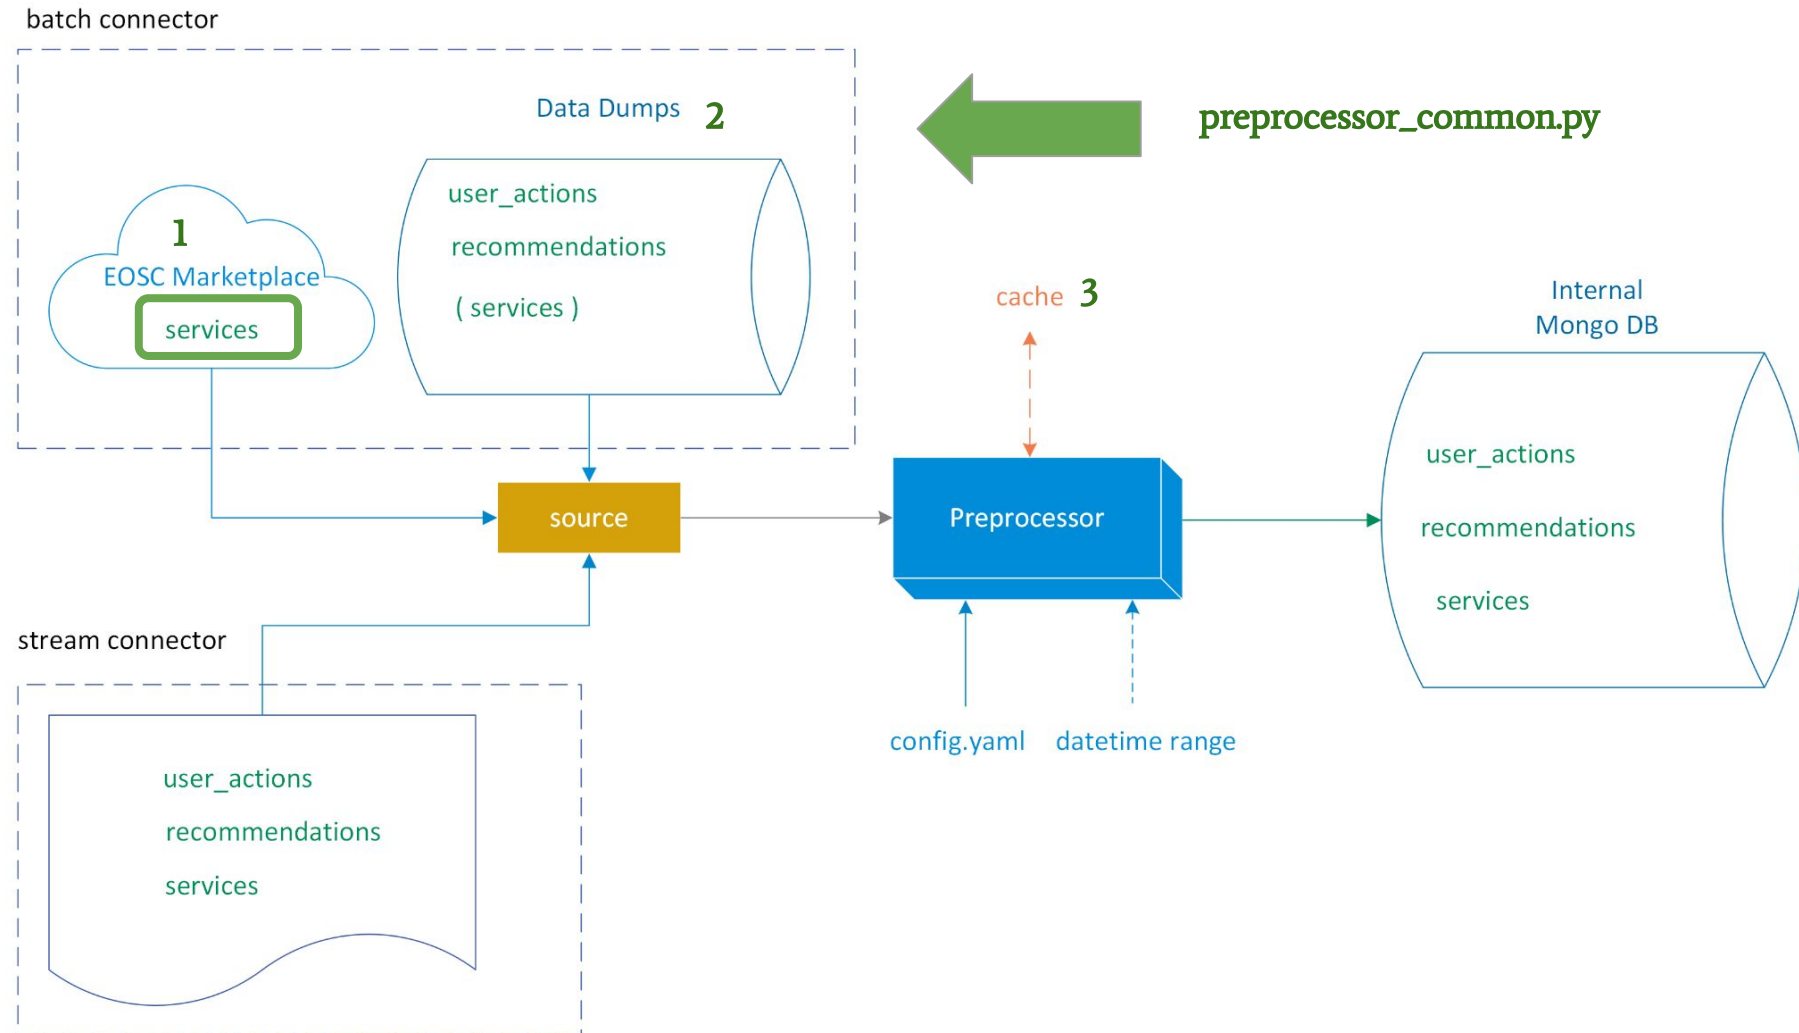 batch connector
Data Dumps 2
preprocessor_common.py
user_actions
recommendations
( services )
1
EOSC Marketplace
services
cache 3
Internal
Mongo DB
user_actions
recommendations
services
source
Preprocessor
config.yaml
datetime range
stream connector
user_actions
recommendations
services